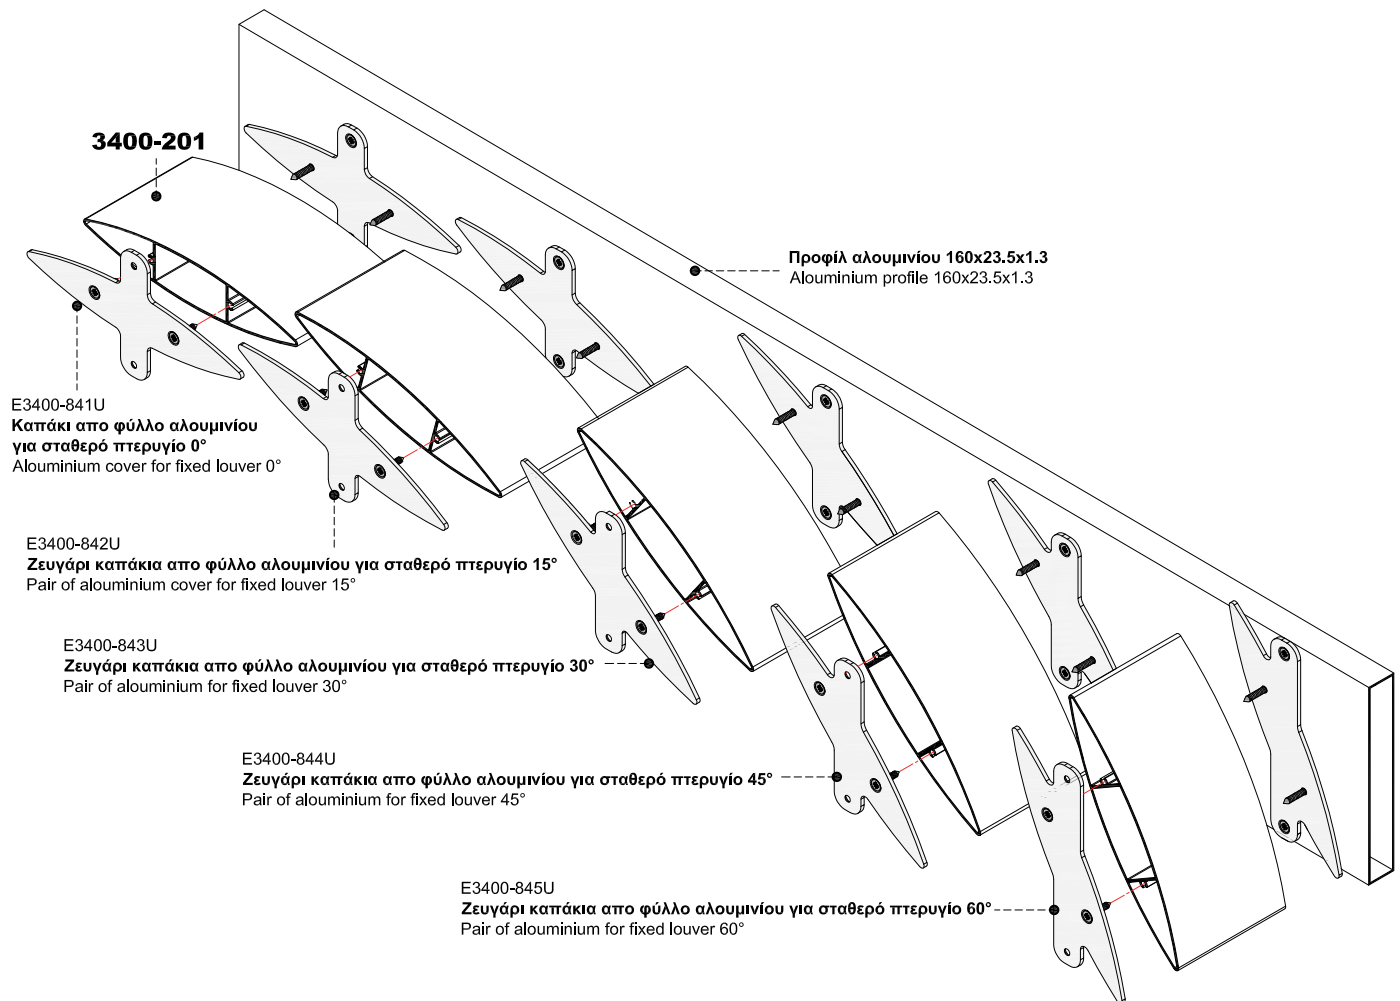 3400-201
Προφίλ αλουμινίου 160x23.5x1.3
Alouminium profile 160x23.5x1.3
E3400-841U
Καπάκι απο φύλλο αλουμινίου
για σταθερό πτερυγίο 0°
Alouminium cover for fixed louver 0°
E3400-842U
Ζευγάρι καπάκια απο φύλλο αλουμινίου για σταθερό πτερυγίο 15°
Pair of alouminium cover for fixed louver 15°
E3400-843U
Ζευγάρι καπάκια απο φύλλο αλουμινίου για σταθερό πτερυγίο 30°
Pair of alouminium for fixed louver 30°
E3400-844U
Ζευγάρι καπάκια απο φύλλο αλουμινίου για σταθερό πτερυγίο 45°
Pair of alouminium for fixed louver 45°
E3400-845U
Ζευγάρι καπάκια απο φύλλο αλουμινίου για σταθερό πτερυγίο 60°
Pair of alouminium for fixed louver 60°